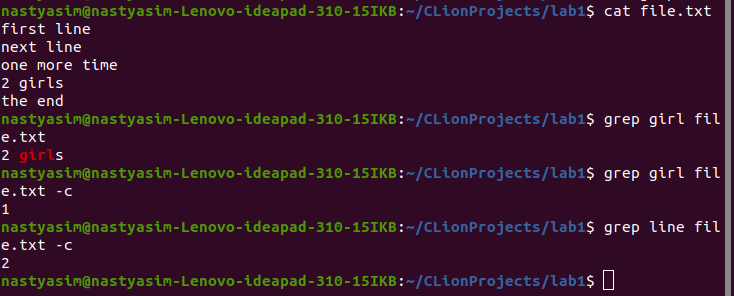 nastyasim@nastyasim-Lenovo-ideapad-310-15IKB:~/CLionProjects/lab1$ cat file.txt
first line
next line
one more time
2 girls
the end
nastyasim@nastyasim-Lenovo-ideapad-310-15IKB:~/CLionProjects/lab1$ grep girl fil
e.txt
2 girls
nastyasim@nastyasim-Lenovo-ideapad-310-15IKB:~/CLionProjects/lab1$ grep girl fil
e.txt -c
1
nastyasim@nastyasim-Lenovo-ideapad-310-15IKB:~/CLionProjects/lab1$ grep line fil
e.txt -c
2
nastyasim@nastyasim-Lenovo-ideapad-310-15IKB:~/CLionProjects/lab1$